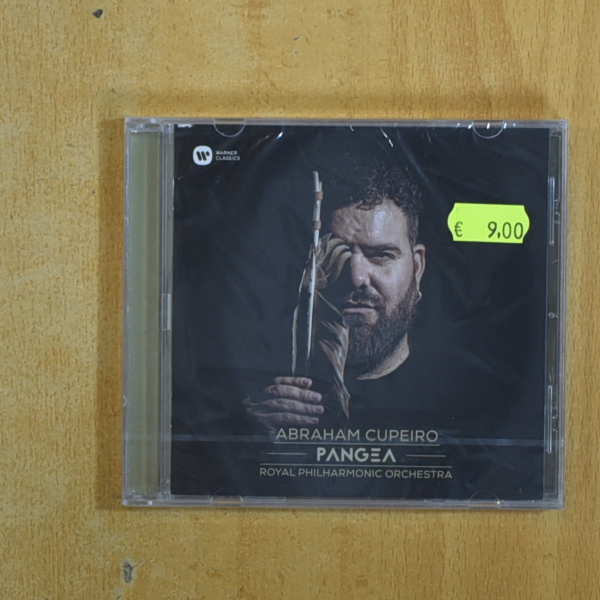 WARNER
CLASSICS
€ 9,00
ABRAHAM CUPEIRO
PANGEA
ROYAL PHILHARMONIC ORCHESTRA